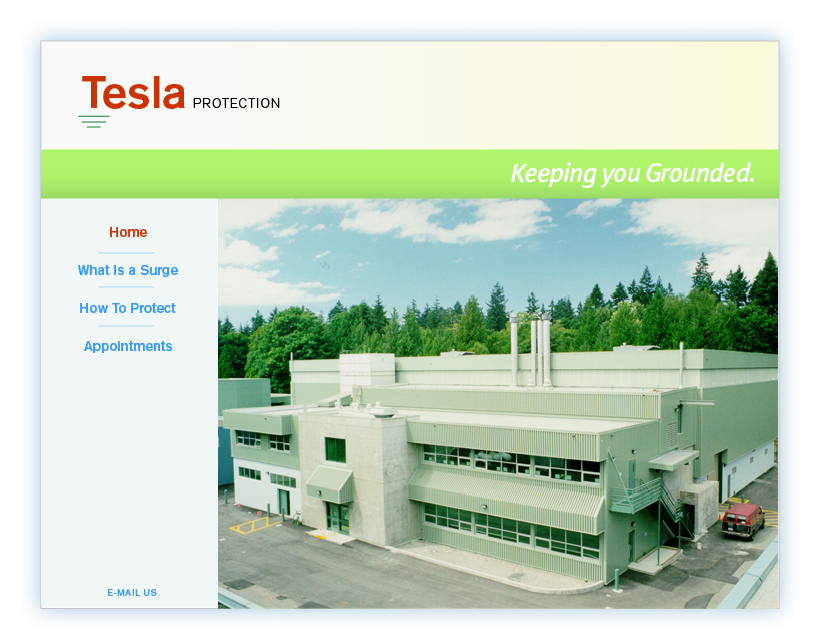 Tesla PROTECTION
Keeping you Grounded.
Home
What Is a Surge
How To Protect
Appointments
E-MAIL US